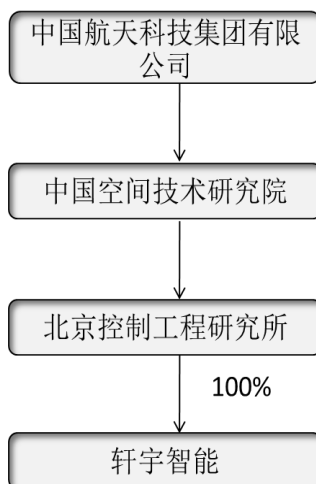 中国航天科技集团有限
公司
中国空间技术研究院
北京控制工程研究所
100%
轩宇智能